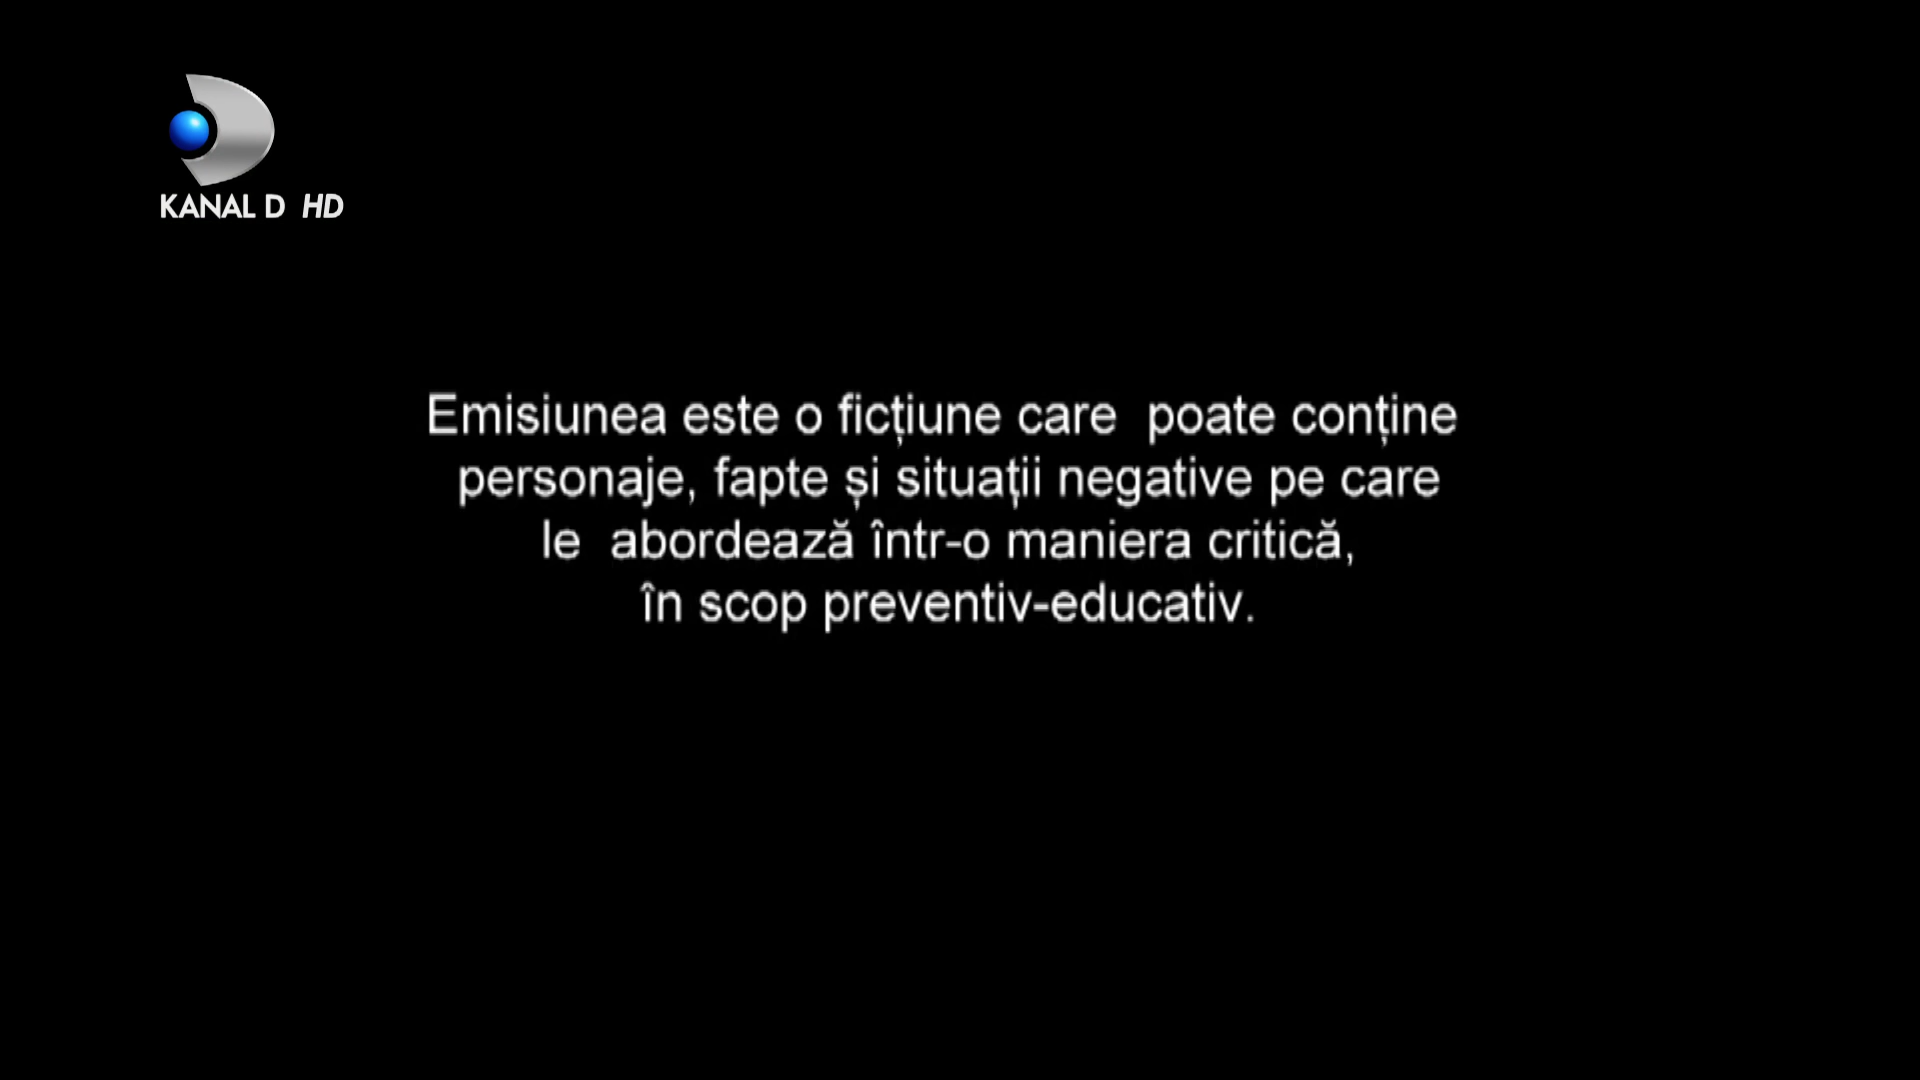 KANAL D HD
Emisiunea este o ficțiune care poate conține
personaje, fapte și situații negative pe care
le abordează într-o maniera critică,
în scop preventiv-educativ.